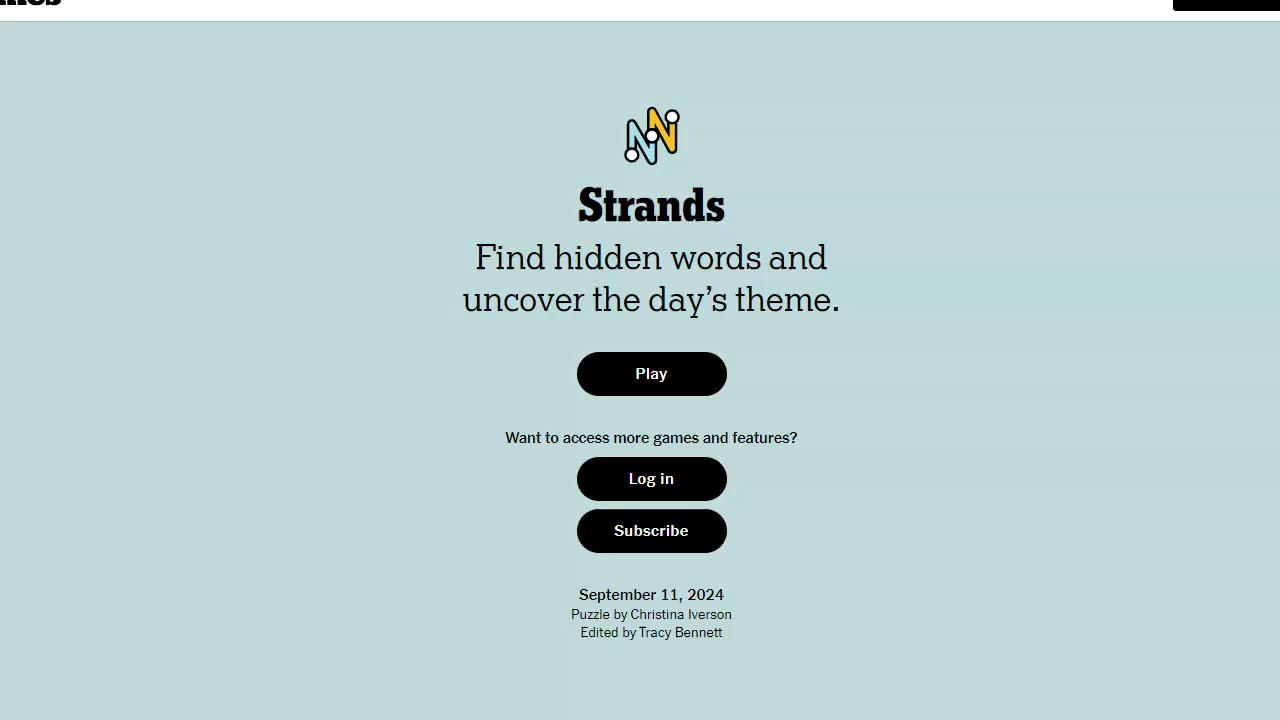 Strands
Find hidden words and
uncover the day’s theme.
Play
Want to access more games and features?
Log in
Subscribe
September 11, 2024
Puzzle by Christina Iverson
Edited by Tracy Bennett